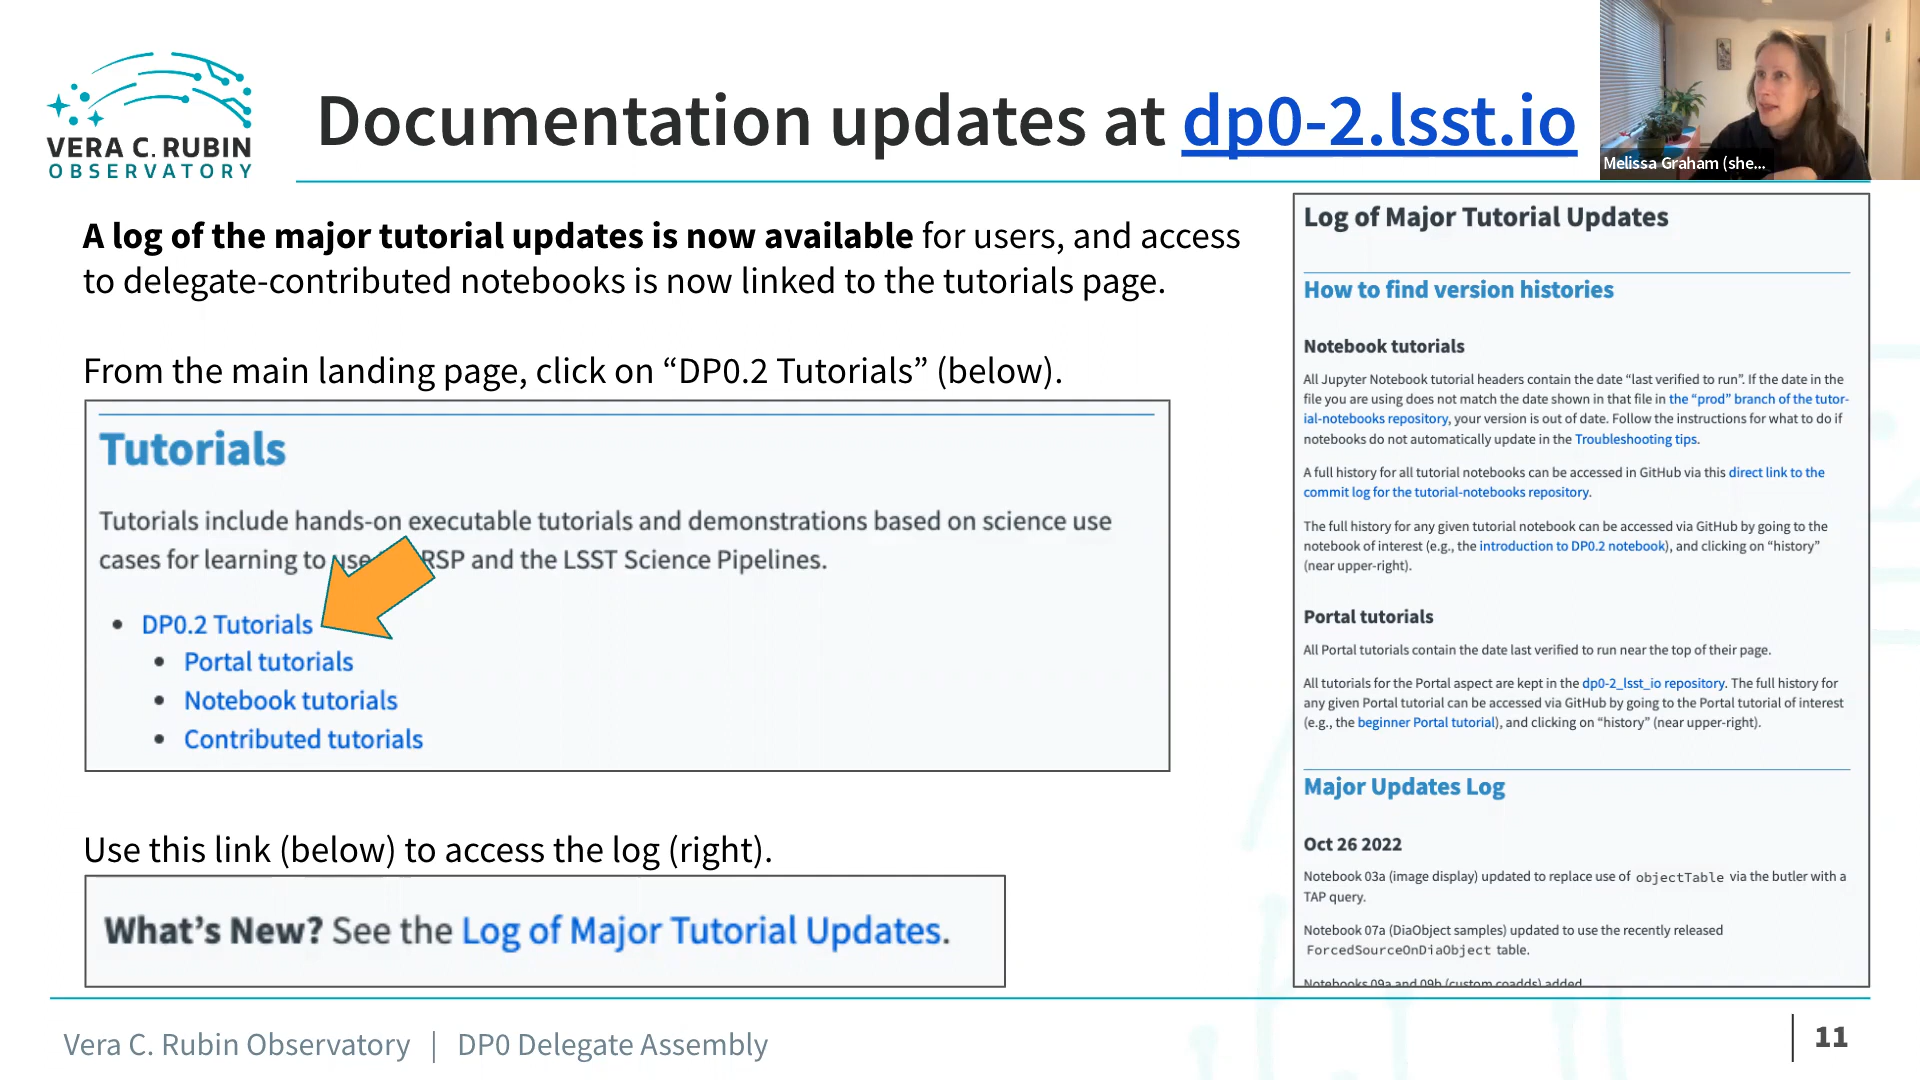 VERA C. RUBIN
OBSERVATORY
Documentation updates at dp0-2.lsst.io
Melissa Graham (she...
A log of the major tutorial updates is now available for users, and access
to delegate-contributed notebooks is now linked to the tutorials page.
From the main landing page, click on “DP0.2 Tutorials” (below).
Tutorials
Tutorials include hands-on executable tutorials and demonstrations based on science use
cases for learning to use RSP and the LSST Science Pipelines.
• DP0.2 Tutorials
• Portal tutorials
• Notebook tutorials
• Contributed tutorials
Use this link (below) to access the log (right).
What’s New? See the Log of Major Tutorial Updates.
Log of Major Tutorial Updates
How to find version histories
Notebook tutorials
All Jupyter Notebook tutorial headers contain the date “last verified to run”. If the date in the
file you are using does not match the date shown in that file in the “prod” branch of the tutor-
ial-notebooks repository, your version is out of date. Follow the instructions for what to do if
notebooks do not automatically update in the Troubleshooting tips.
A full history for all tutorial notebooks can be accessed in GitHub via this direct link to the
commit log for the tutorial-notebooks repository.
The full history for any given tutorial notebook can be accessed via GitHub by going to the
notebook of interest (e.g., the introduction to DP0.2 notebook), and clicking on “history”
(near upper-right).
Portal tutorials
All Portal tutorials contain the date last verified to run near the top of their page.
All tutorials for the Portal aspect are kept in the dp0-2_lsst_io repository. The full history for
any given Portal tutorial can be accessed via GitHub by going to the Portal tutorial of interest
(e.g., the beginner Portal tutorial), and clicking on “history” (near upper-right).
Major Updates Log
Oct 26 2022
Notebook 03a (image display) updated to replace use of objectTable via the butler with a
TAP query.
Notebook 07a (DiaObject samples) updated to use the recently released
ForcedSourceOnDiaObject table.
Notebooks 09a and 09b (custom coadds) added
Vera C. Rubin Observatory | DP0 Delegate Assembly
11